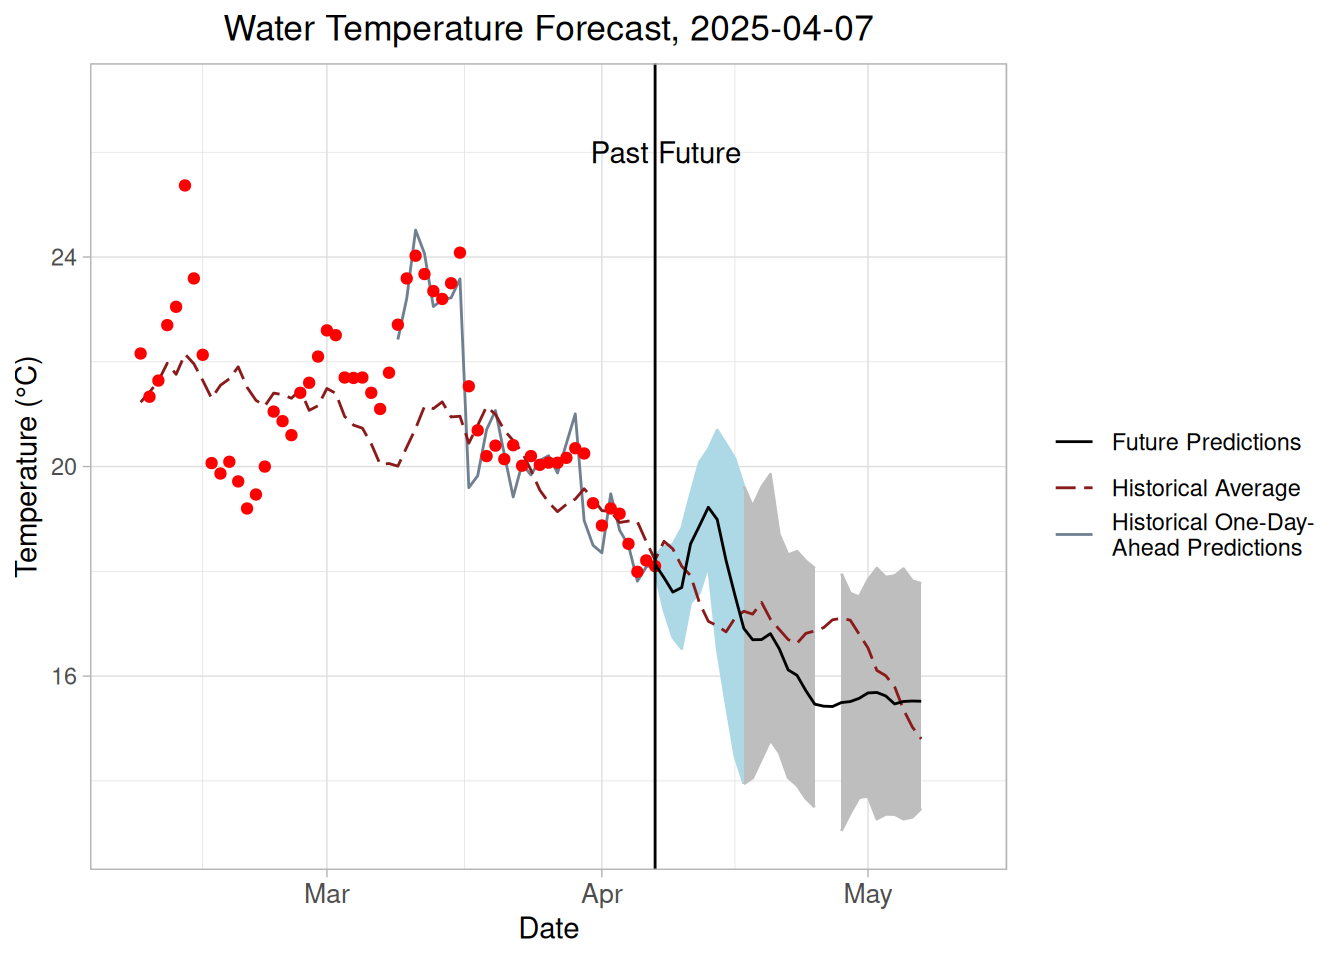 Water Temperature Forecast, 2025-04-07
Past Future
24
20
16
Temperature (°C)
Mar Apr May
Date
Future Predictions
Historical Average
Historical One-Day-
Ahead Predictions